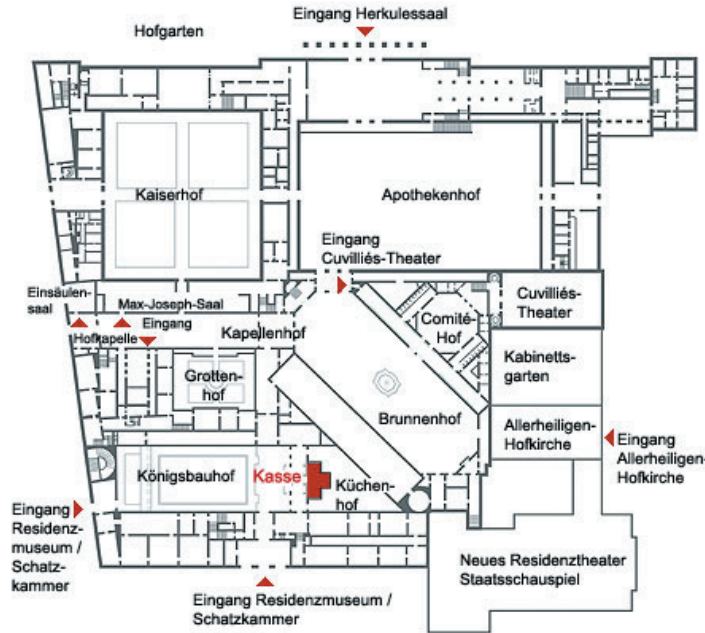 Eingang Herkulessaal
Hofgarten
Kaiserhof
Apothekenhof
Eingang
Cuvilliés-Theater
Einsäulen-
saal
Max-Joseph-Saal
Eingang
Hofkapelle
Kapellenhof
Comité-
Hof
Cuvilliés-
Theater
Grotten-
hof
Kabinetts-
garten
Brunnenhof
Allerheiligen-
Hofkirche
Eingang
Allerheiligen-
Hofkirche
Königsbauhof
Kasse
Küchen-
hof
Eingang
Residenz-
museum /
Schatz-
kammer
Neues Residenztheater
Staatsschauspiel
Eingang Residenzmuseum /
Schatzkammer